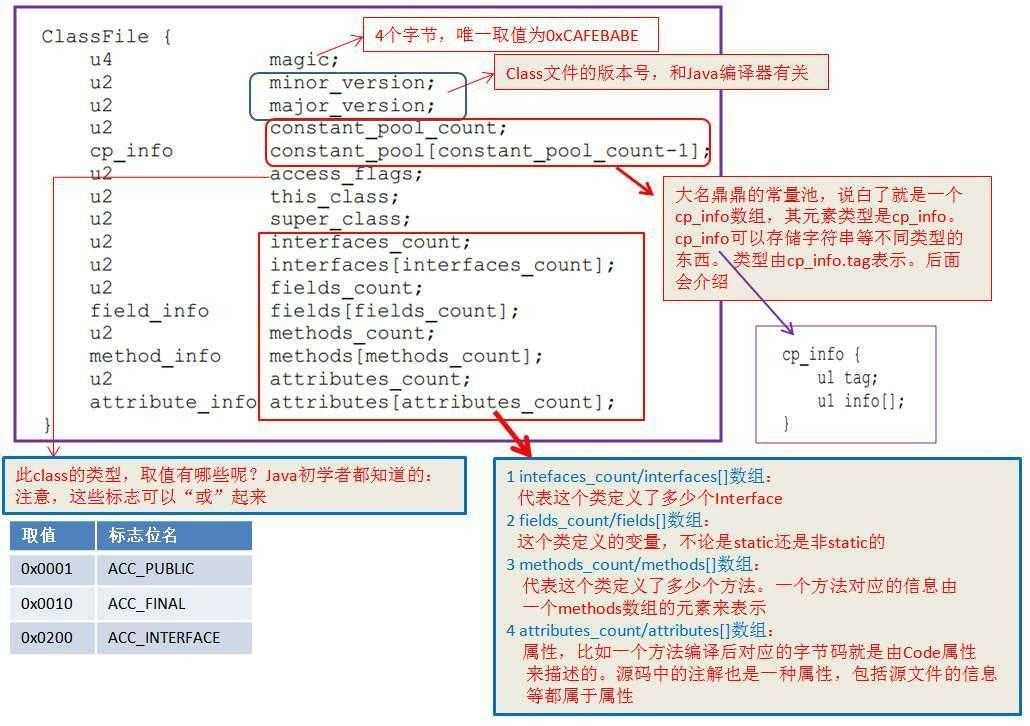 ClassFile {
u4 magic;
u2 minor_version;
u2 major_version;
u2 constant_pool_count;
cp_info constant_pool[constant_pool_count-1];
u2 access_flags;
u2 this_class;
u2 super_class;
u2 interfaces_count;
u2 interfaces[interfaces_count];
u2 fields_count;
field_info fields[fields_count];
u2 methods_count;
method_info methods[methods_count];
u2 attributes_count;
attribute_info attributes[attributes_count];
}
4个字节，唯一取值为0xCAFEBABE
Class文件的版本号，和Java编译器有关
大名鼎鼎的常量池，说白了就是一个
cp_info数组，其元素类型是cp_info。
cp_info可以存储字符串等不同类型的
东西。类型由cp_info.tag表示。后面
会介绍
cp_info {
u1 tag;
u1 info[];
}
此class的类型，取值有哪些呢？Java初学者都知道的：
注意，这些标志可以“或”起来
取值 标志位名
0x0001 ACC_PUBLIC
0x0010 ACC_FINAL
0x0200 ACC_INTERFACE
1 intefaces_count/interfaces[]数组：
代表这个类定义了多少个Interface
2 fields_count/fields[]数组：
这个类定义的变量，不论是static还是非static的
3 methods_count/methods[]数组：
代表这个类定义了多少个方法。一个方法对应的信息由
一个methods数组的元素来表示
4 attributes_count/attributes[]数组：
属性，比如一个方法编译后对应的字节码就是由Code属性
来描述的。源码中的注解也是一种属性，包括源文件的信息
等都属于属性